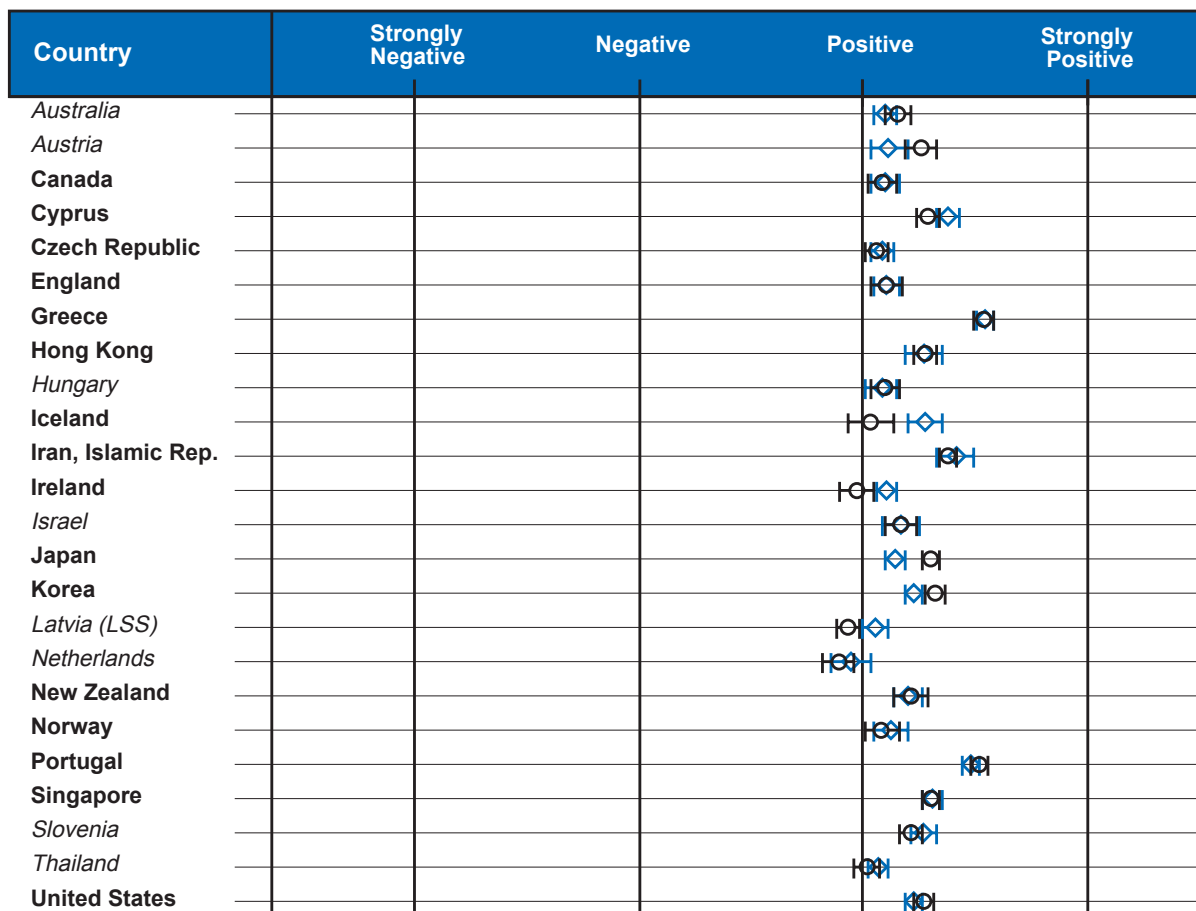 Country
Strongly
Negative
Negative
Positive
Strongly
Positive
Australia
Austria
Canada
Cyprus
Czech Republic
England
Greece
Hong Kong
Hungary
Iceland
Iran, Islamic Rep.
Ireland
Israel
Japan
Korea
Latvia (LSS)
Netherlands
New Zealand
Norway
Portugal
Singapore
Slovenia
Thailand
United States